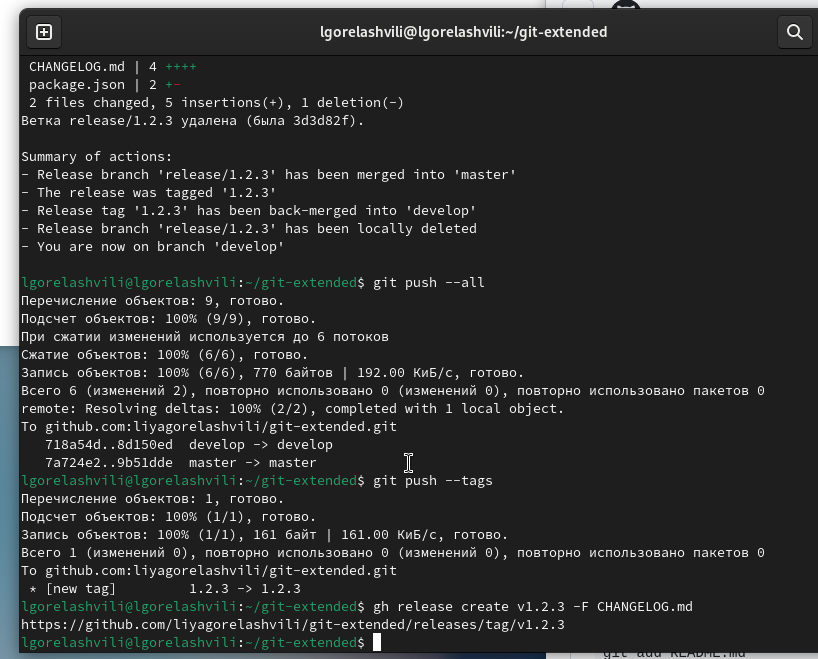 lgorelashvili@lgorelashvili:~/git-extended
CHANGELOG.md | 4 ++++
package.json | 2 +-
2 files changed, 5 insertions(+), 1 deletion(-)
Ветка release/1.2.3 удалена (была 3d3d82f).
Summary of actions:
- Release branch 'release/1.2.3' has been merged into 'master'
- The release was tagged '1.2.3'
- Release tag '1.2.3' has been back-merged into 'develop'
- Release branch 'release/1.2.3' has been locally deleted
- You are now on branch 'develop'
lgorelashvili@lgorelashvili:~/git-extended$ git push --all
Перечисление объектов: 9, готово.
Подсчет объектов: 100% (9/9), готово.
При сжатии изменений используется до 6 потоков
Сжатие объектов: 100% (6/6), готово.
Запись объектов: 100% (6/6), 770 байтов | 192.00 КиБ/с, готово.
Всего 6 (изменений 2), повторно использовано 0 (изменений 0), повторно использовано пакетов 0
remote: Resolving deltas: 100% (2/2), completed with 1 local object.
To github.com:liyagorelashvili/git-extended.git
718a54d..8d150ed  develop -> develop
7a724e2..9b51dde  master -> master
lgorelashvili@lgorelashvili:~/git-extended$ git push --tags
Перечисление объектов: 1, готово.
Подсчет объектов: 100% (1/1), готово.
Запись объектов: 100% (1/1), 161 байт | 161.00 КиБ/с, готово.
Всего 1 (изменений 0), повторно использовано 0 (изменений 0), повторно использовано пакетов 0
To github.com:liyagorelashvili/git-extended.git
* [new tag]         1.2.3 -> 1.2.3
lgorelashvili@lgorelashvili:~/git-extended$ gh release create v1.2.3 -F CHANGELOG.md
https://github.com/liyagorelashvili/git-extended/releases/tag/v1.2.3
lgorelashvili@lgorelashvili:~/git-extended$
git add README.md